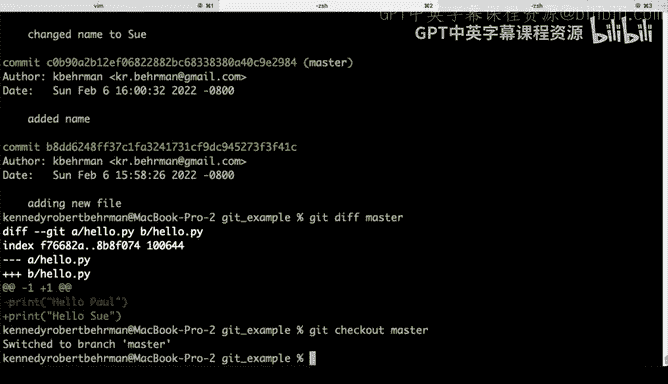 vim ⌘1 -zsh ⌘2 -zsh ⌘3
GPT中英字幕课程资源@bilibili
GPT中英字幕课程资源 bilibili
changed name to Sue
commit c0b90a2b12ef06822882bc68338380a40c9e2984 (master)
Author: kbehrman <kr.behrman@gmail.com>
Date:   Sun Feb 6 16:00:32 2022 -0800
added name
commit b8dd6248ff37c1fa3241731cf9dc945273f3f41c
Author: kbehrman <kr.behrman@gmail.com>
Date:   Sun Feb 6 15:58:26 2022 -0800
adding new file
kennedyrobertbehrman@MacBook-Pro-2 git_example % git diff master
diff --git a/hello.py b/hello.py
index f76682a..8b8f074 100644
--- a/hello.py
+++ b/hello.py
@@ -1 +1 @@
-print("Hello Paul")
+print("Hello Sue")
kennedyrobertbehrman@MacBook-Pro-2 git_example % git checkout master
Switched to branch 'master'
kennedyrobertbehrman@MacBook-Pro-2 git_example %